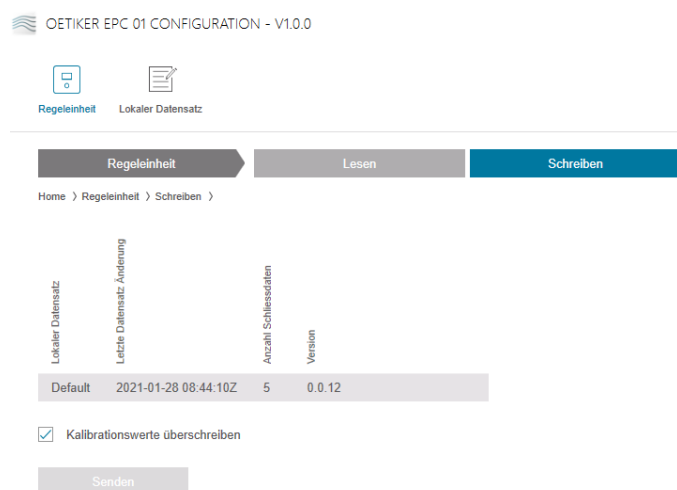 OETIKER EPC 01 CONFIGURATION - V1.0.0
Regeleinheit Lokaler Datensatz
Regeleinheit Lesen Schreiben
Home > Regeleinheit > Schreiben >
Lokaler Datensatz
Letzte Datensatz Änderung
Anzahl Schliessdaten
Version
Default 2021-01-28 08:44:10Z 5 0.0.12
Kalibrationswerte überschreiben
Senden